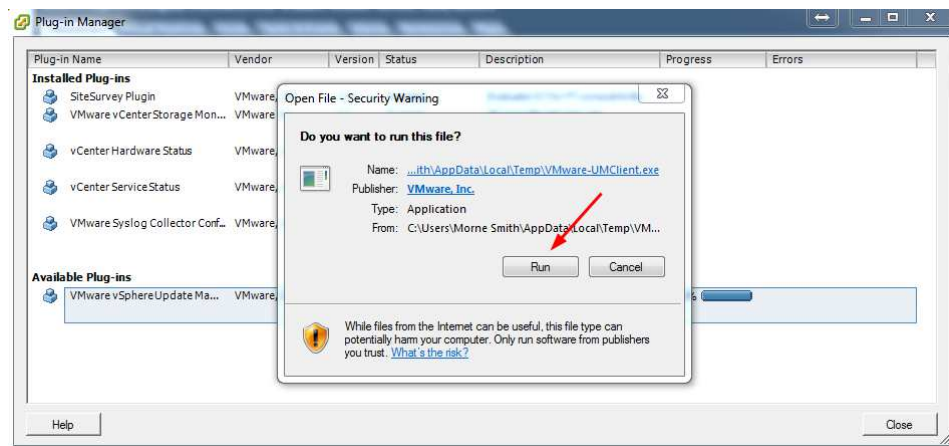 Plug-in Manager
Plug-in Name Vendor Version Status Description Progress Errors
Installed Plug-ins
SiteSurvey Plugin VMware,
VMware vCenter Storage Mon... VMware
vCenter Hardware Status VMware,
vCenter Service Status VMware,
VMware Syslog Collector Conf... VMware,
Available Plug-ins
VMware vSphere Update Ma... VMware, %
Open File - Security Warning
Do you want to run this file?
Name: ...ith\AppData\Local\Temp\VMware-UMClient.exe
Publisher: VMware, Inc.
Type: Application
From: C:\Users\Morne Smith\AppData\Local\Temp\VM...
Run Cancel
While files from the Internet can be useful, this file type can
potentially harm your computer. Only run software from publishers
you trust. What's the risk?
Help Close